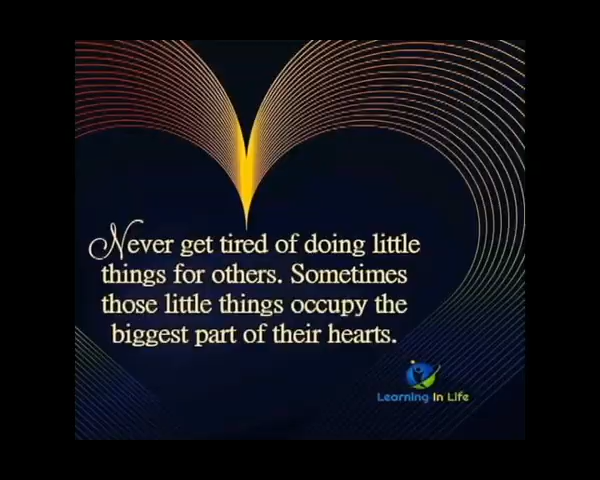 Never get tired of doing little
things for others. Sometimes
those little things occupy the
biggest part of their hearts.
Learning In Life